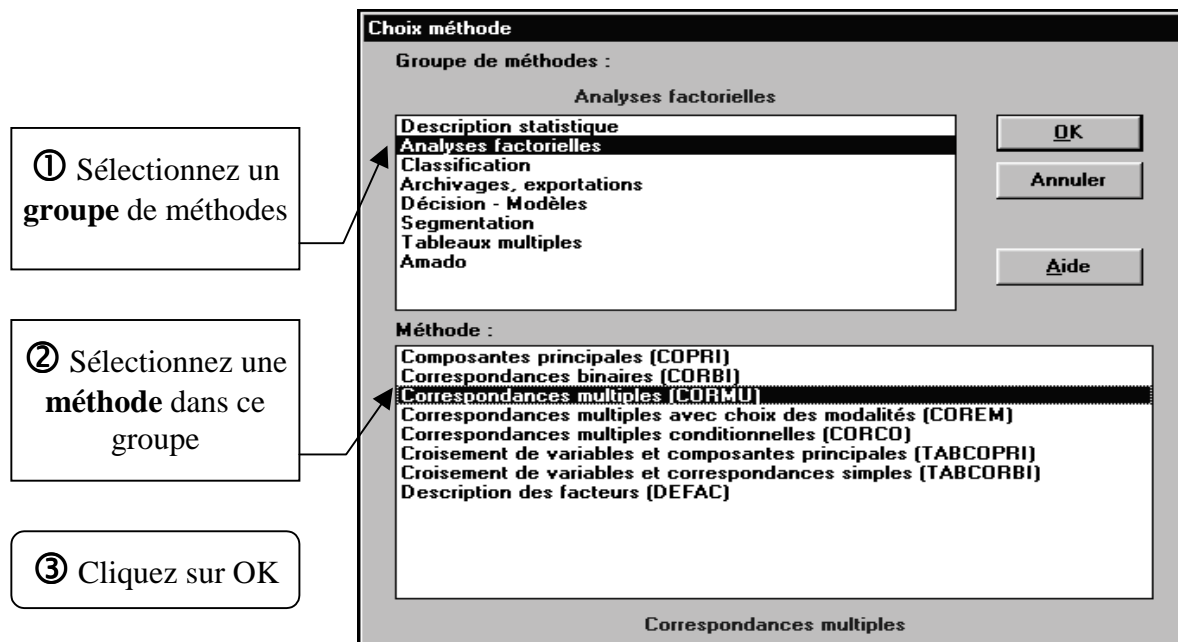 Choix méthode
Groupe de méthodes :
Analyses factorielles
Description statistique
Analyses factorielles
Classification
Archivages, exportations
Décision - Modèles
Segmentation
Tableaux multiples
Amado
OK
Annuler
Aide
① Sélectionnez un
groupe de méthodes
Méthode :
Composantes principales (COPRI)
Correspondances binaires (CORBI)
Correspondances multiples (CORMU)
Correspondances multiples avec choix des modalités (COREM)
Correspondances multiples conditionnelles (CORCO)
Croisement de variables et composantes principales (TABCOPRI)
Croisement de variables et correspondances simples (TABCORBI)
Description des facteurs (DEFAC)
② Sélectionnez une
méthode dans ce
groupe
③ Cliquez sur OK
Correspondances multiples